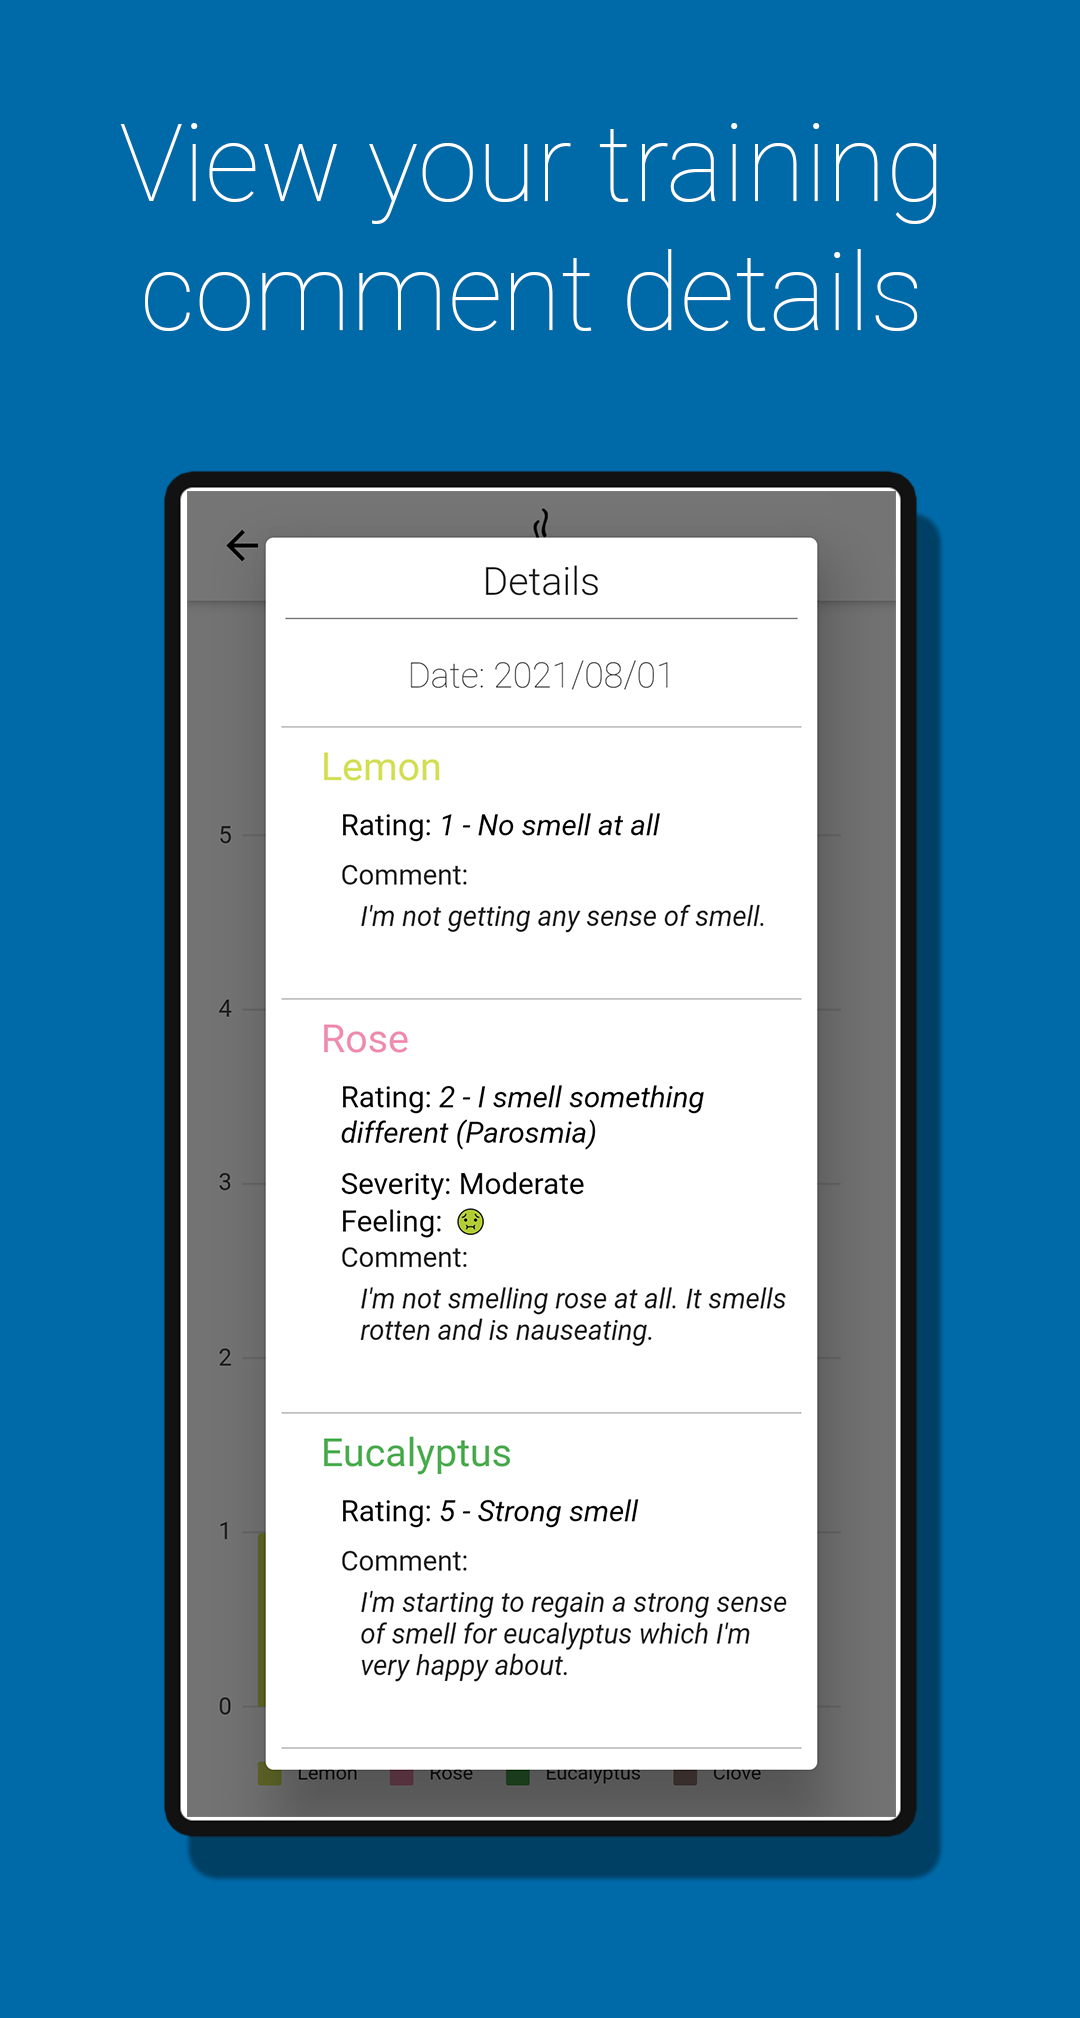 View your training
comment details
Details
Date: 2021/08/01
Lemon
Rating: 1 - No smell at all
Comment:
I'm not getting any sense of smell.
Rose
Rating: 2 - I smell something
different (Parosmia)
Severity: Moderate
Feeling: 🤢
Comment:
I'm not smelling rose at all. It smells
rotten and is nauseating.
Eucalyptus
Rating: 5 - Strong smell
Comment:
I'm starting to regain a strong sense
of smell for eucalyptus which I'm
very happy about.
5
4
3
2
1
0
Lemon Rose Eucalyptus Clove